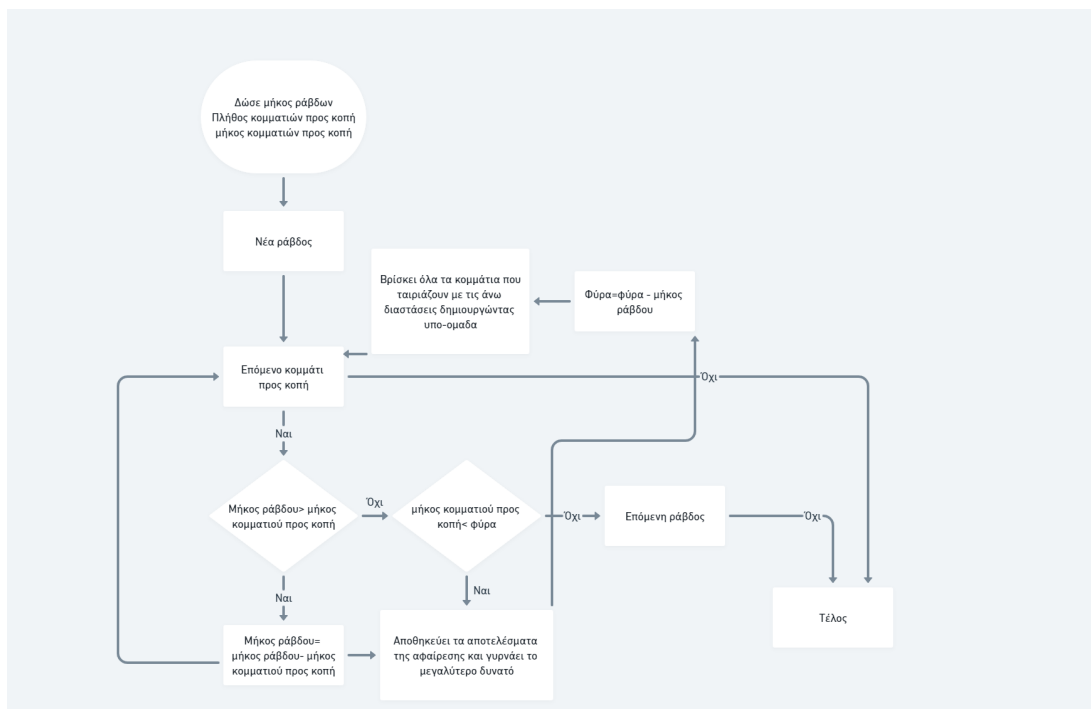 Δώσε μήκος ράβδων
Πλήθος κομματιών προς κοπή
μήκος κομματιών προς κοπή
Νέα ράβδος
Βρίσκει όλα τα κομμάτια που
ταιριάζουν με τις άνω
διαστάσεις δημιουργώντας
υπο-ομαδα
Φύρα=φύρα - μήκος
ράβδου
Επόμενο κομμάτι
προς κοπή
Όχι
Ναι
Μήκος ράβδου> μήκος
κομματιού προς κοπή
Όχι
μήκος κομματιού προς
κοπή< φύρα
Όχι
Επόμενη ράβδος
Όχι
Ναι
Ναι
Τέλος
Μήκος ράβδου=
μήκος ράβδου- μήκος
κομματιού προς κοπή
Αποθηκεύει τα αποτελέσματα
της αφαίρεσης και γυρνάει το
μεγαλύτερο δυνατό